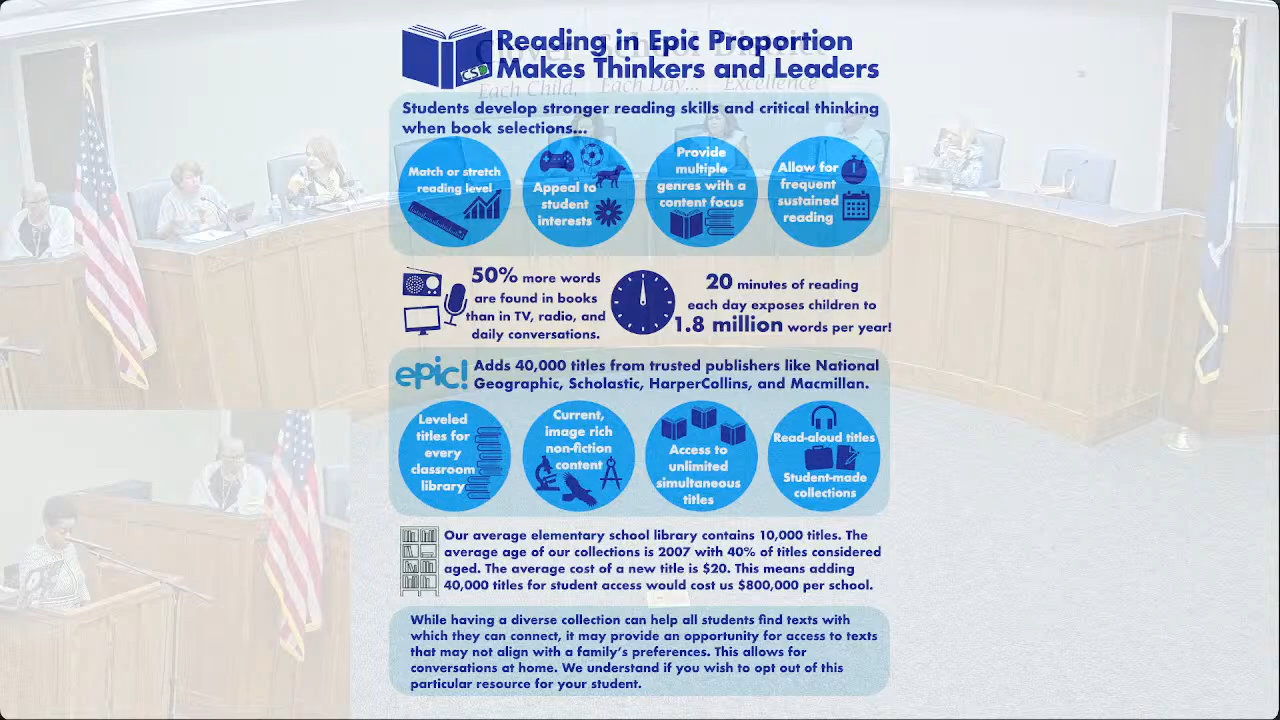 Reading in Epic Proportion
Makes Thinkers and Leaders
CSD
School District
Each Child, Each Day... Excellence
Students develop stronger reading skills and critical thinking
when book selections...
Match or stretch
reading level
Appeal to
student
interests
Provide
multiple
genres with a
content focus
Allow for
frequent
sustained
reading
50% more words
are found in books
than in TV, radio, and
daily conversations.
20 minutes of reading
each day exposes children to
1.8 million words per year!
epic!
Adds 40,000 titles from trusted publishers like National
Geographic, Scholastic, HarperCollins, and Macmillan.
Leveled
titles for
every
classroom
library
Current,
image rich
non-fiction
content
Access to
unlimited
simultaneous
titles
Read-aloud titles
Student-made
collections
Our average elementary school library contains 10,000 titles. The
average age of our collections is 2007 with 40% of titles considered
aged. The average cost of a new title is $20. This means adding
40,000 titles for student access would cost us $800,000 per school.
While having a diverse collection can help all students find texts with
which they can connect, it may provide an opportunity for access to texts
that may not align with a family's preferences. This allows for
conversations at home. We understand if you wish to opt out of this
particular resource for your student.